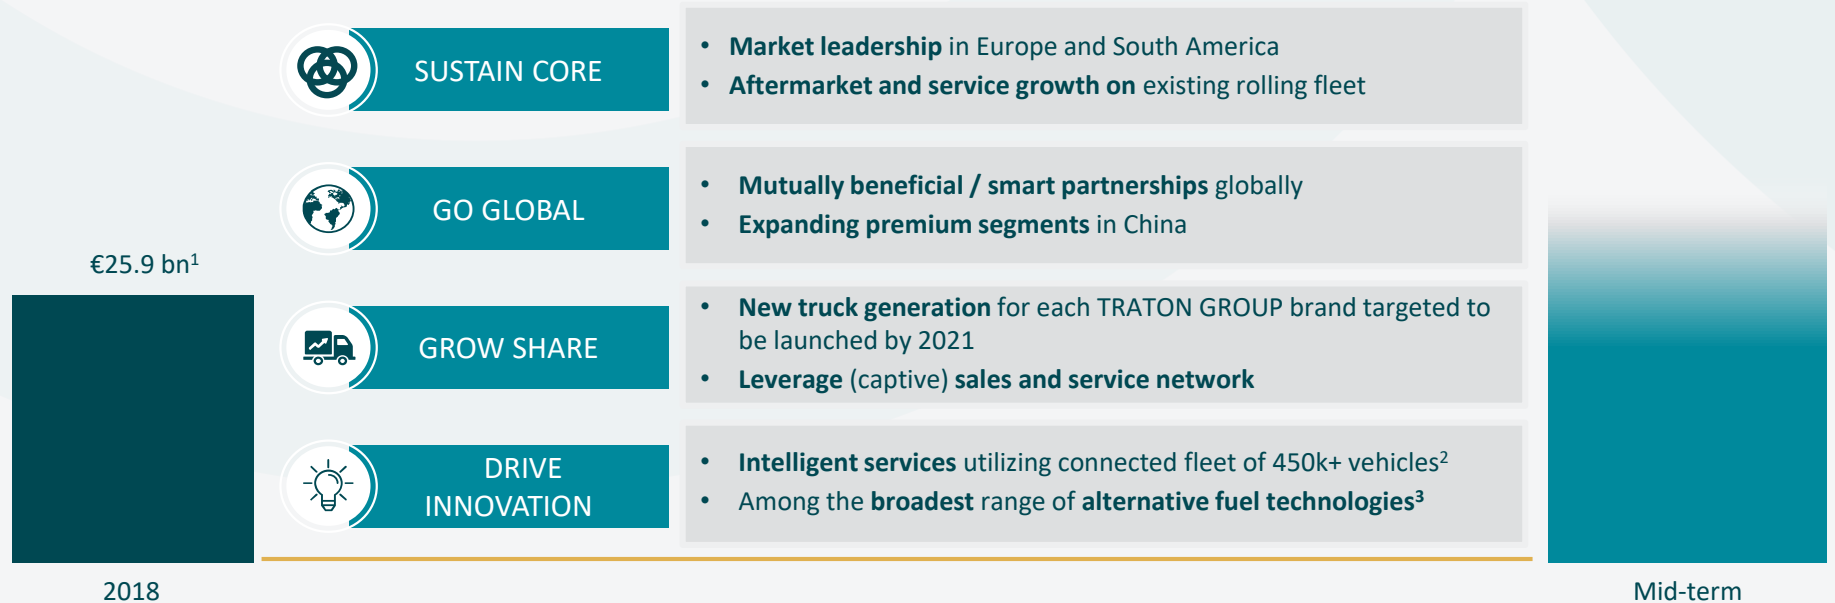 €25.9 bn¹
2018
SUSTAIN CORE
• Market leadership in Europe and South America
• Aftermarket and service growth on existing rolling fleet
GO GLOBAL
• Mutually beneficial / smart partnerships globally
• Expanding premium segments in China
GROW SHARE
• New truck generation for each TRATON GROUP brand targeted to
be launched by 2021
• Leverage (captive) sales and service network
DRIVE
INNOVATION
• Intelligent services utilizing connected fleet of 450k+ vehicles²
• Among the broadest range of alternative fuel technologies³
Mid-term